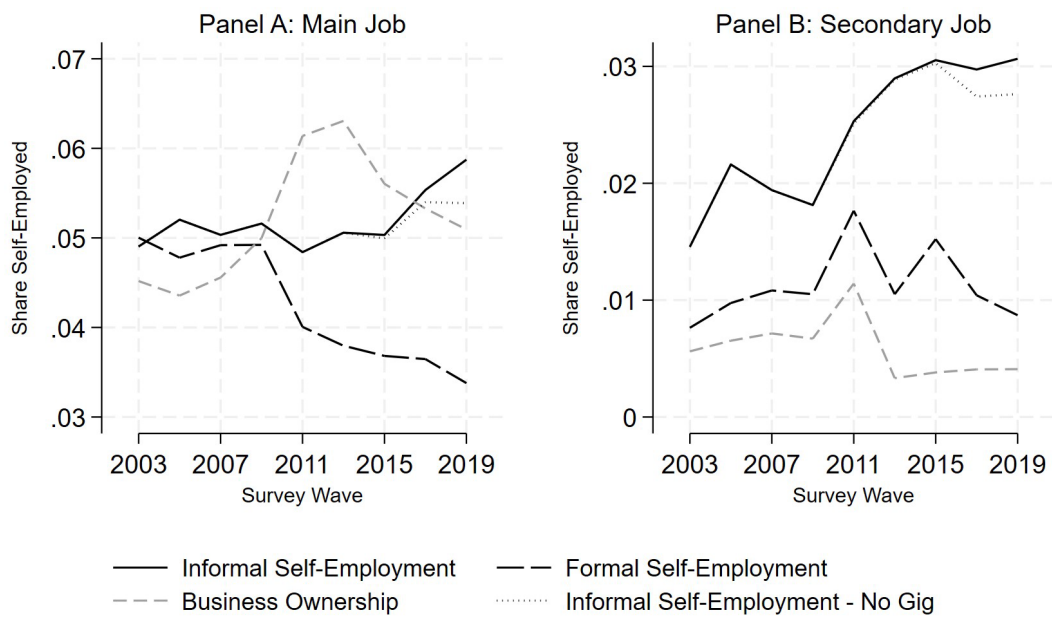 Panel A: Main Job
.07
.06
.05
.04
.03
Share Self-Employed
2003 2007 2011 2015 2019
Survey Wave
Panel B: Secondary Job
.03
.02
.01
0
Share Self-Employed
2003 2007 2011 2015 2019
Survey Wave
Informal Self-Employment
Formal Self-Employment
Business Ownership
Informal Self-Employment - No Gig